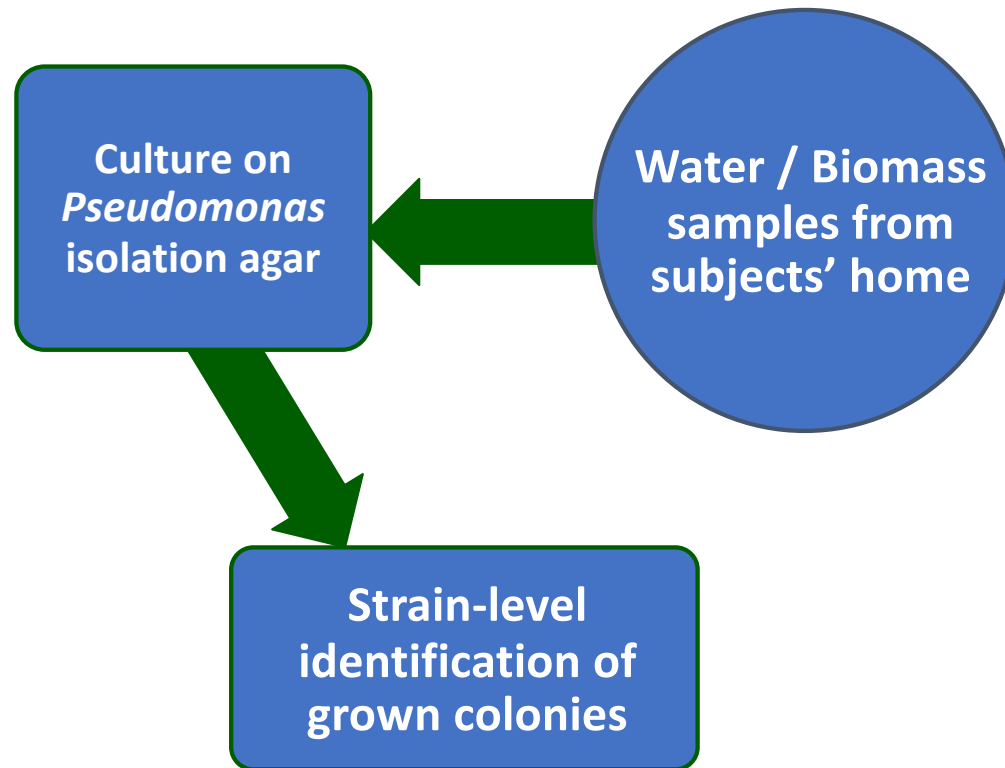 Culture on
Pseudomonas
isolation agar
Water / Biomass
samples from
subjects’ home
Strain-level
identification of
grown colonies